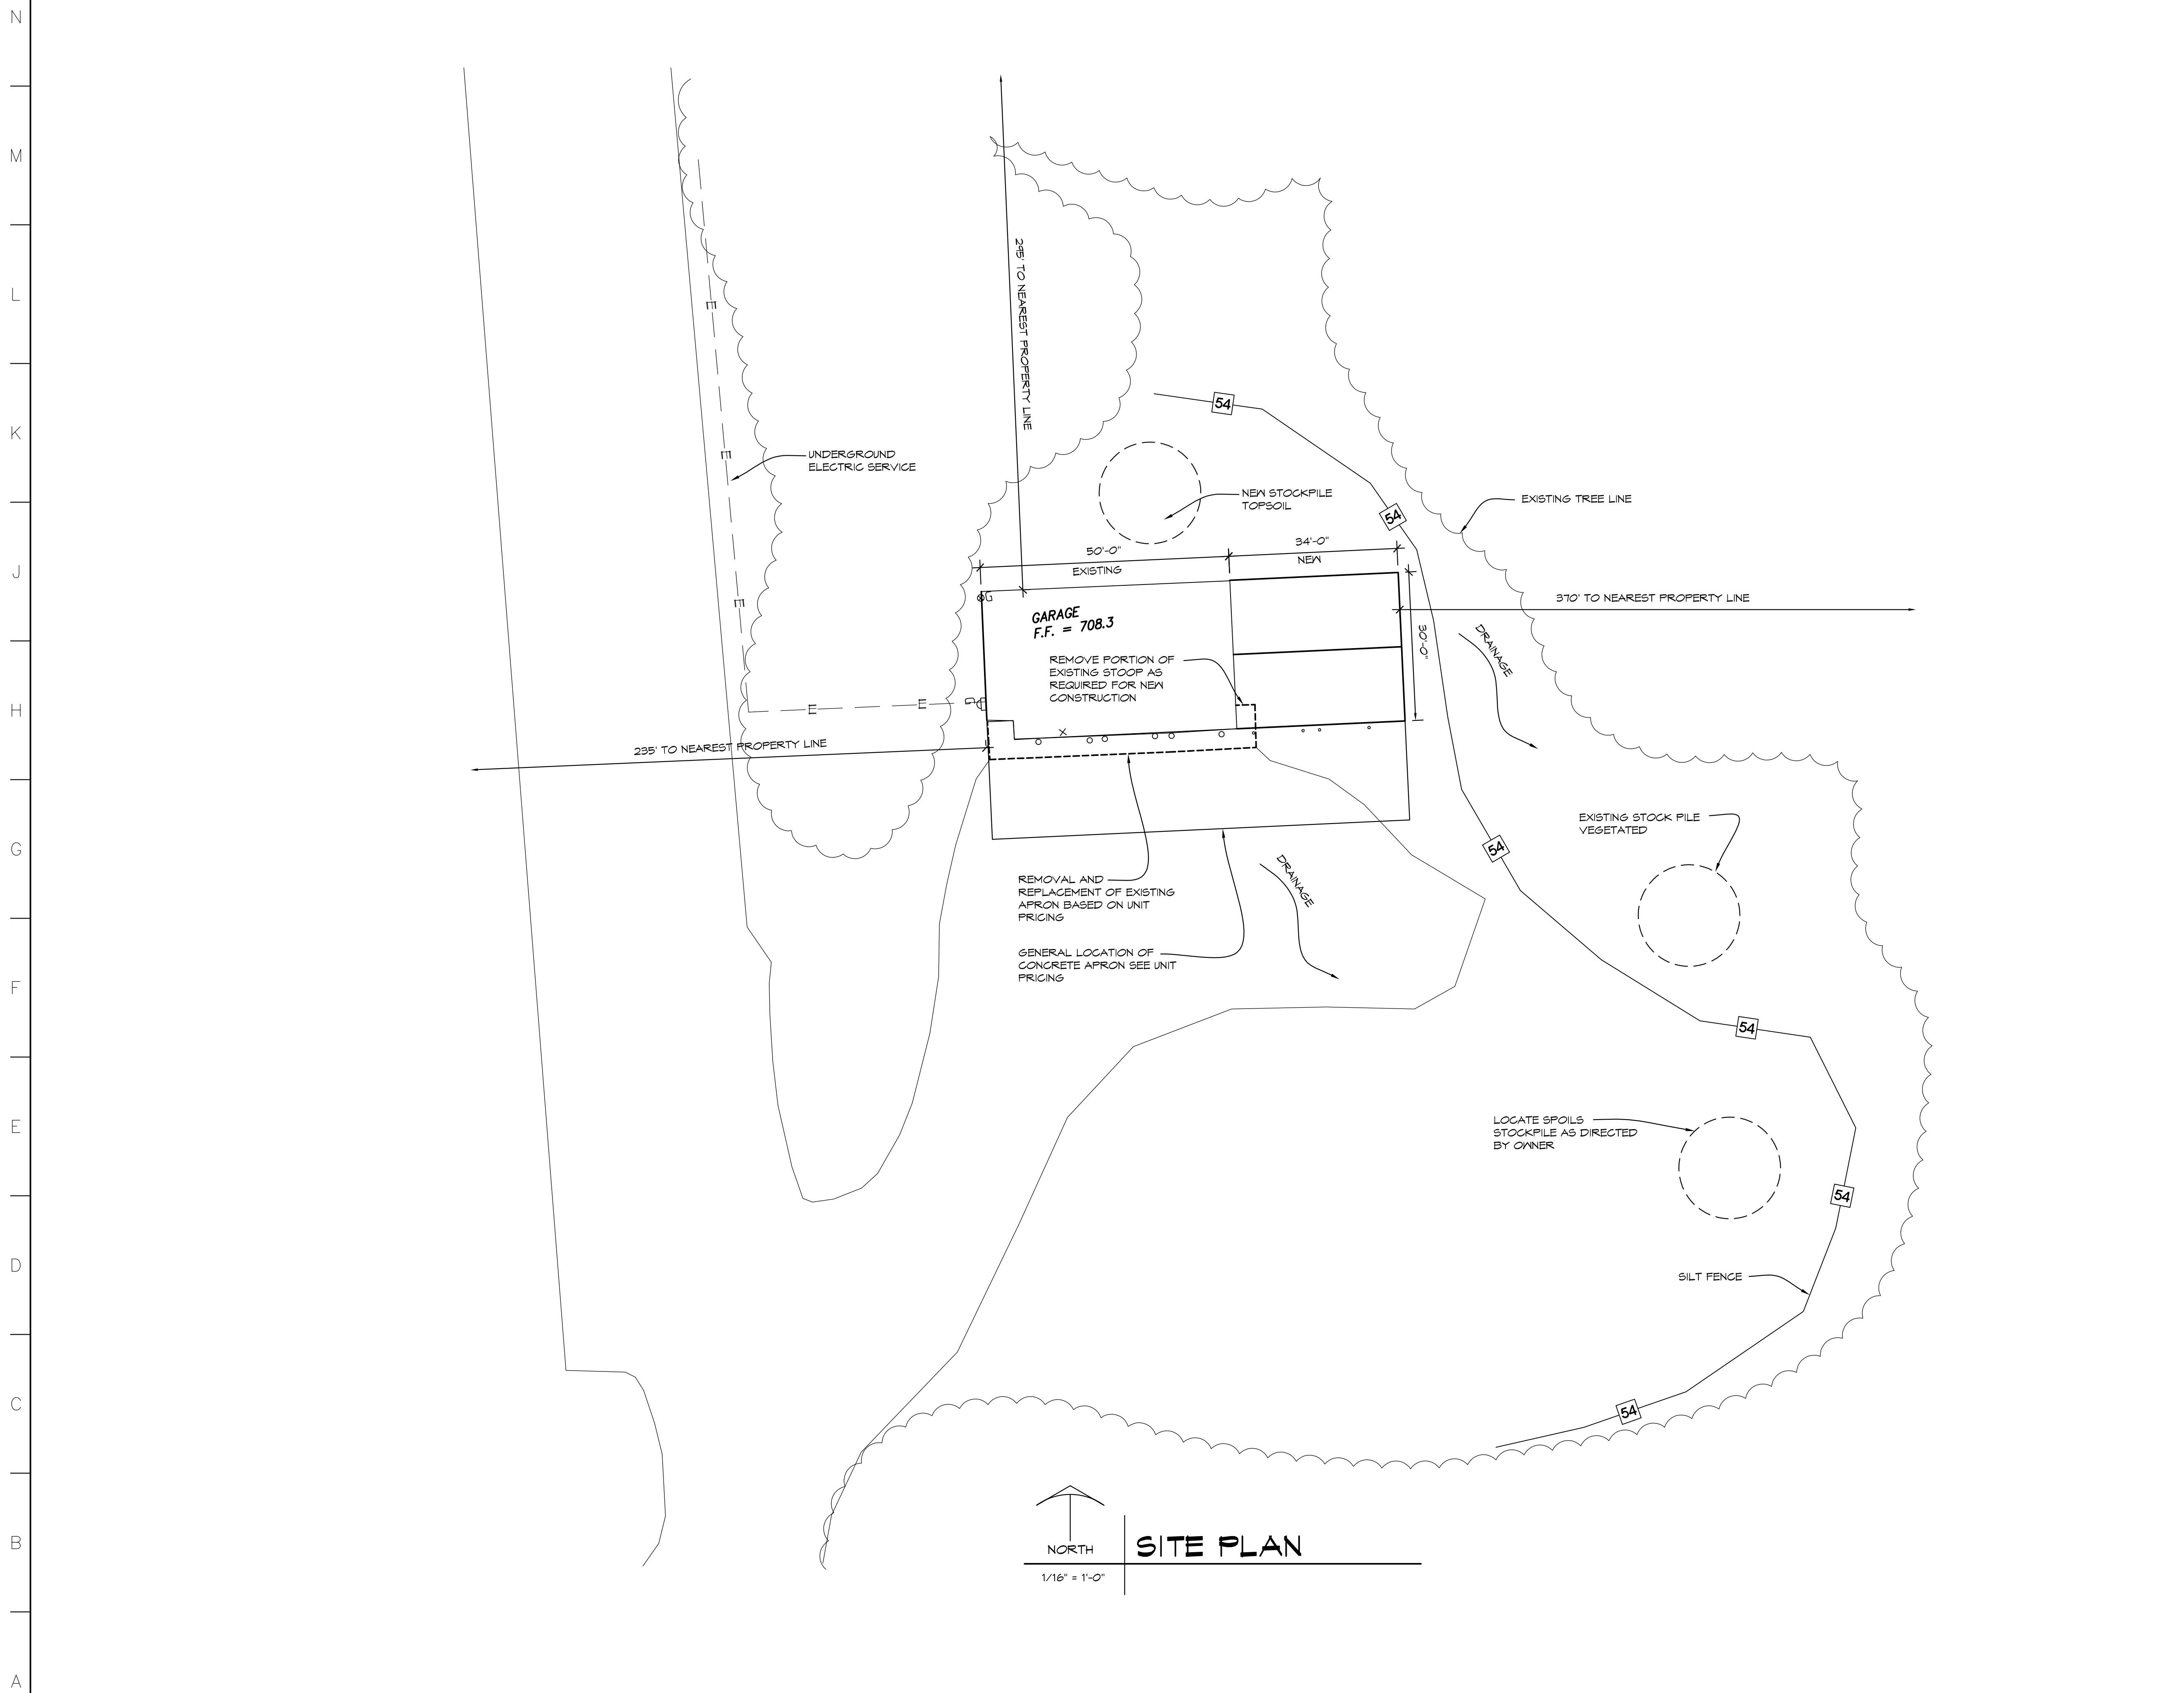 N
M
L
K
J
H
G
F
E
D
C
B
A
295' TO NEAREST PROPERTY LINE
54
E
E
E
UNDERGROUND
ELECTRIC SERVICE
NEW STOCKPILE
TOPSOIL
54
EXISTING TREE LINE
50'-0"
EXISTING
34'-0"
NEW
G
GARAGE
F.F. = 708.3
30'-0"
370' TO NEAREST PROPERTY LINE
DRAINAGE
REMOVE PORTION OF
EXISTING STOOP AS
REQUIRED FOR NEW
CONSTRUCTION
E
E
235' TO NEAREST PROPERTY LINE
EXISTING STOCK PILE
VEGETATED
54
DRAINAGE
REMOVAL AND
REPLACEMENT OF EXISTING
APRON BASED ON UNIT
PRICING
GENERAL LOCATION OF
CONCRETE APRON SEE UNIT
PRICING
54
LOCATE SPOILS
STOCKPILE AS DIRECTED
BY OWNER
54
SILT FENCE
54
NORTH
SITE PLAN
1/16" = 1'-0"